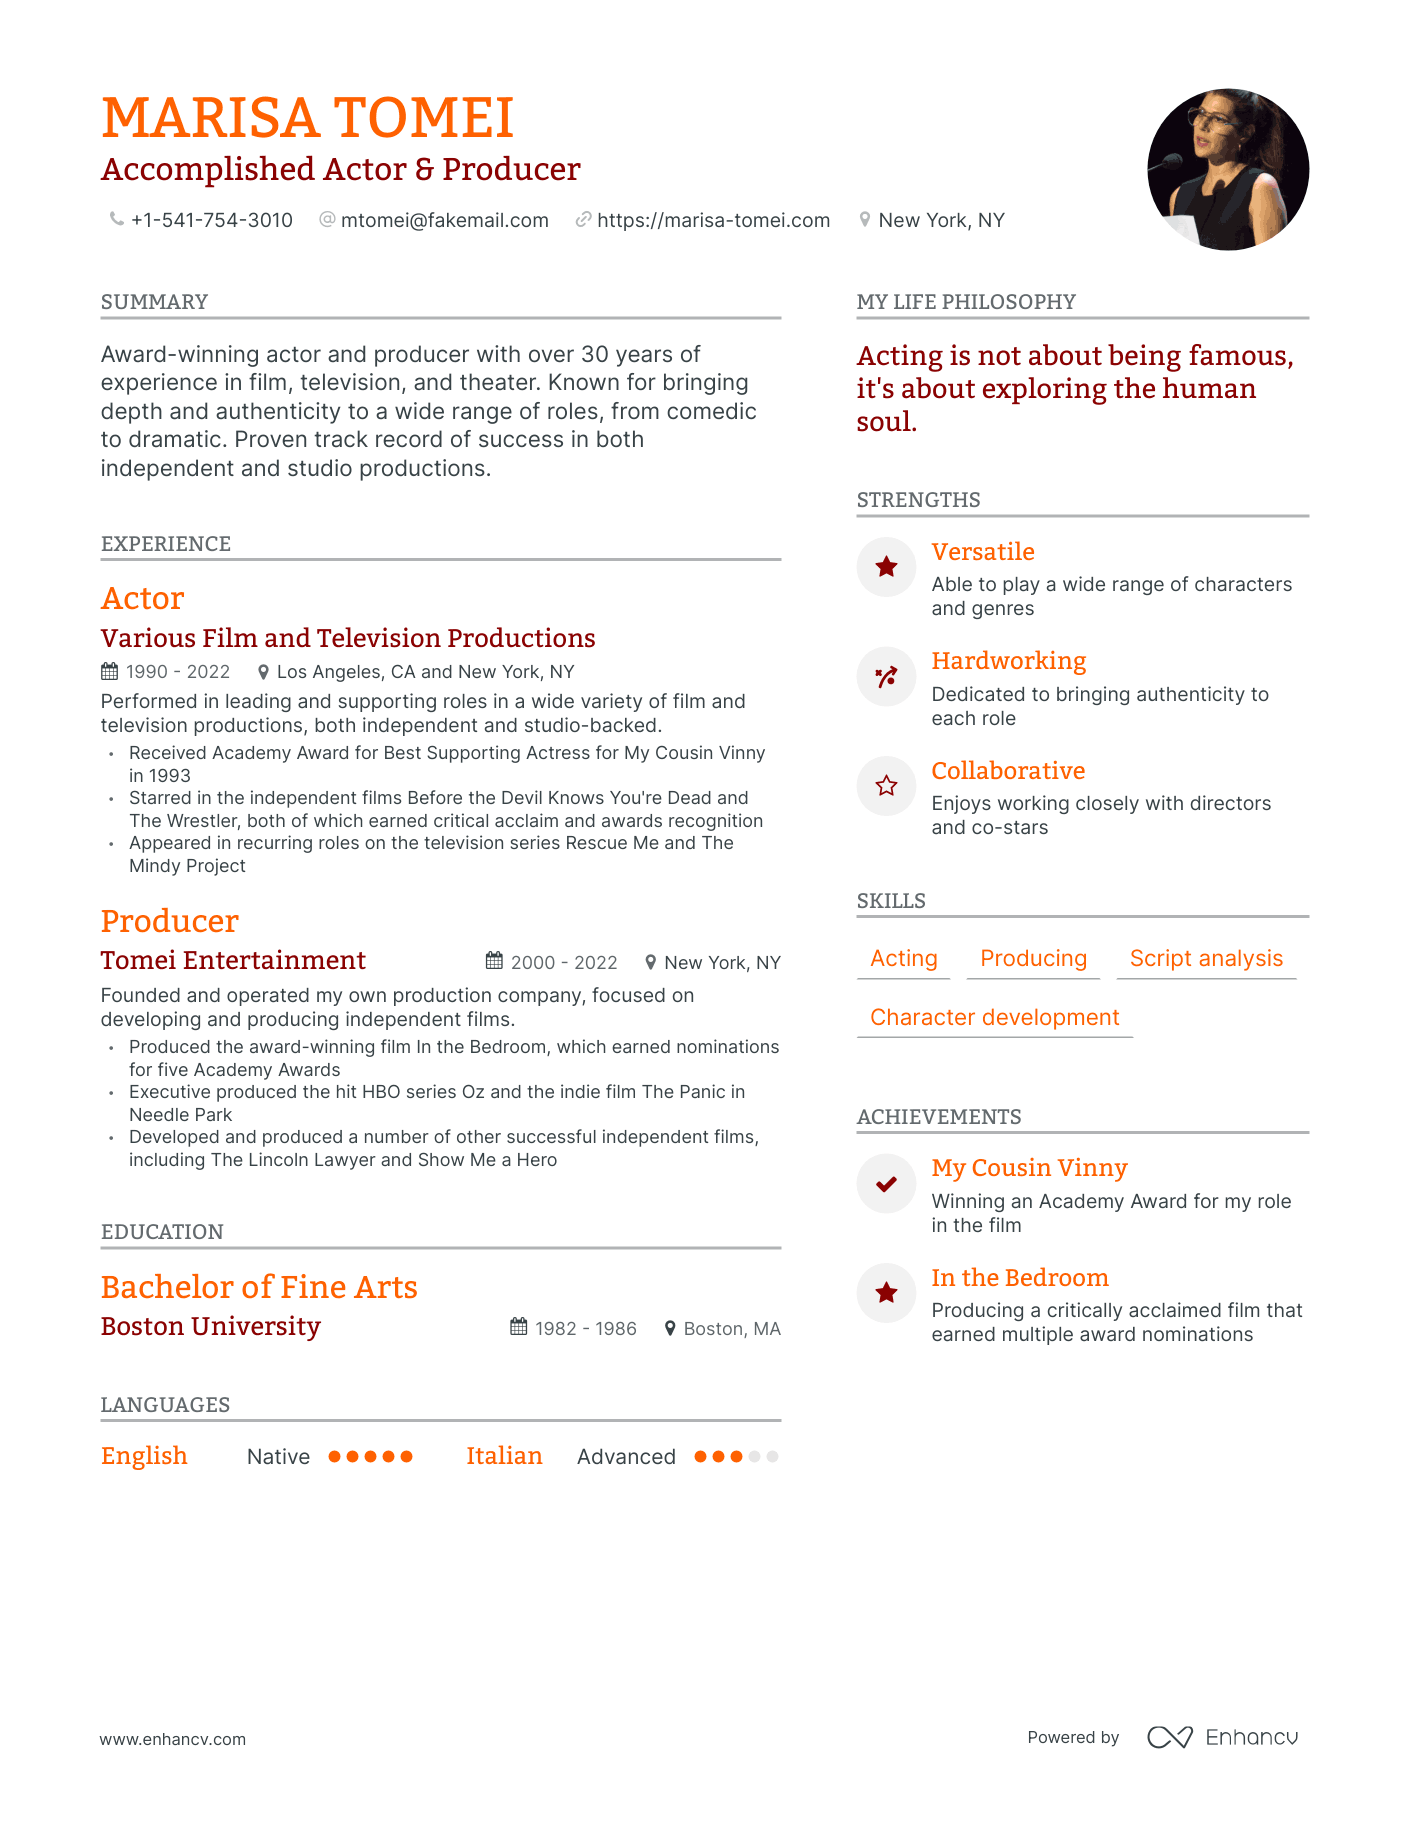 MARISA TOMEI
Accomplished Actor & Producer
+1-541-754-3010 @ mtomei@fakemail.com https://marisa-tomei.com New York, NY
SUMMARY
Award-winning actor and producer with over 30 years of
experience in film, television, and theater. Known for bringing
depth and authenticity to a wide range of roles, from comedic
to dramatic. Proven track record of success in both
independent and studio productions.
EXPERIENCE
Actor
Various Film and Television Productions
1990 - 2022 Los Angeles, CA and New York, NY
Performed in leading and supporting roles in a wide variety of film and
television productions, both independent and studio-backed.
• Received Academy Award for Best Supporting Actress for My Cousin Vinny
in 1993
• Starred in the independent films Before the Devil Knows You're Dead and
The Wrestler, both of which earned critical acclaim and awards recognition
• Appeared in recurring roles on the television series Rescue Me and The
Mindy Project
Producer
Tomei Entertainment 2000 - 2022 New York, NY
Founded and operated my own production company, focused on
developing and producing independent films.
• Produced the award-winning film In the Bedroom, which earned nominations
for five Academy Awards
• Executive produced the hit HBO series Oz and the indie film The Panic in
Needle Park
• Developed and produced a number of other successful independent films,
including The Lincoln Lawyer and Show Me a Hero
EDUCATION
Bachelor of Fine Arts
Boston University 1982 - 1986 Boston, MA
LANGUAGES
English Native Italian Advanced
MY LIFE PHILOSOPHY
Acting is not about being famous,
it's about exploring the human
soul.
STRENGTHS
Versatile
Able to play a wide range of characters
and genres
Hardworking
Dedicated to bringing authenticity to
each role
Collaborative
Enjoys working closely with directors
and co-stars
SKILLS
Acting Producing Script analysis
Character development
ACHIEVEMENTS
My Cousin Vinny
Winning an Academy Award for my role
in the film
In the Bedroom
Producing a critically acclaimed film that
earned multiple award nominations
www.enhancv.com
Powered by Enhancv